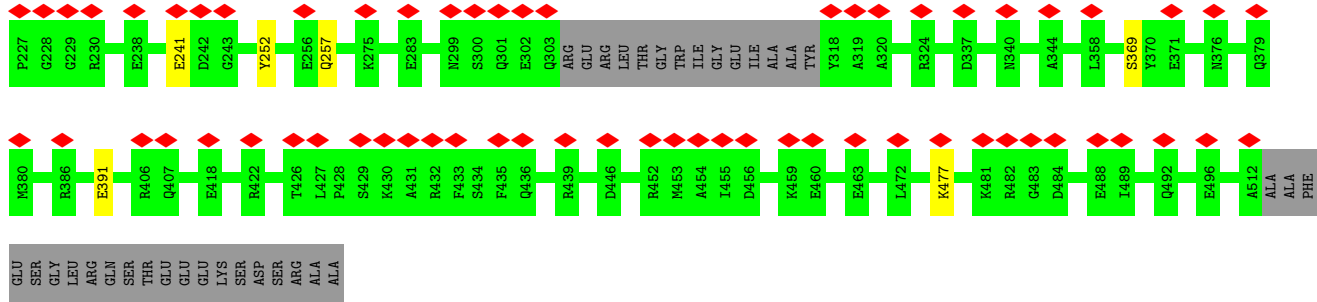 P227 G228 G229 R230 E238 E241 D242 G243 Y252 E256 Q257 K275 E283 N299 S300 Q301 E302 Q303 ARG GLU ARG LEU THR GLY TRP ILE GLY GLU ILE ALA ALA TYR Y318 A319 A320 R324 D337 N340 A344 L358 S369 Y370 E371 N376 Q379
M380 R386 E391 R406 Q407 E418 R422 T426 L427 P428 S429 K430 A431 R432 F433 S434 F435 Q436 R439 D446 R452 M453 A454 I455 D456 K459 E460 E463 L472 K477 K481 R482 G483 D484 E488 I489 Q492 E496 A512 ALA ALA PHE
GLU SER GLY LEU ARG GLN SER THR GLU GLU GLU LYS SER ASP SER ARG ALA ALA